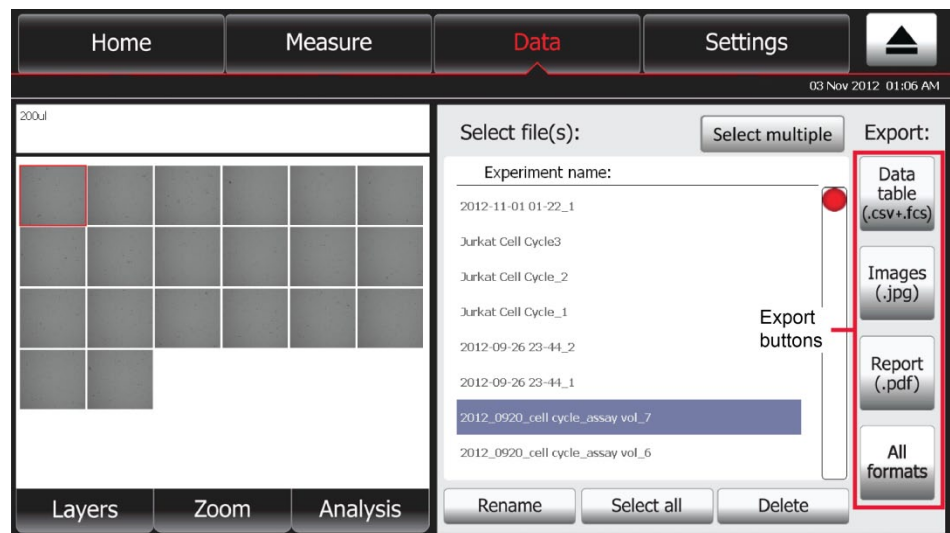 Home
Measure
Data
Settings
03 Nov 2012 01:06 AM
200ul
Select file(s):
Select multiple
Export:
Experiment name:
2012-11-01 01-22_1
Jurkat Cell Cycle3
Jurkat Cell Cycle_2
Jurkat Cell Cycle_1
2012-09-26 23-44_2
2012-09-26 23-44_1
2012_0920_cell cycle_assay vol_7
2012_0920_cell cycle_assay vol_6
Export
buttons
Data
table
(.csv+.fcs)
Images
(.jpg)
Report
(.pdf)
All
formats
Layers
Zoom
Analysis
Rename
Select all
Delete